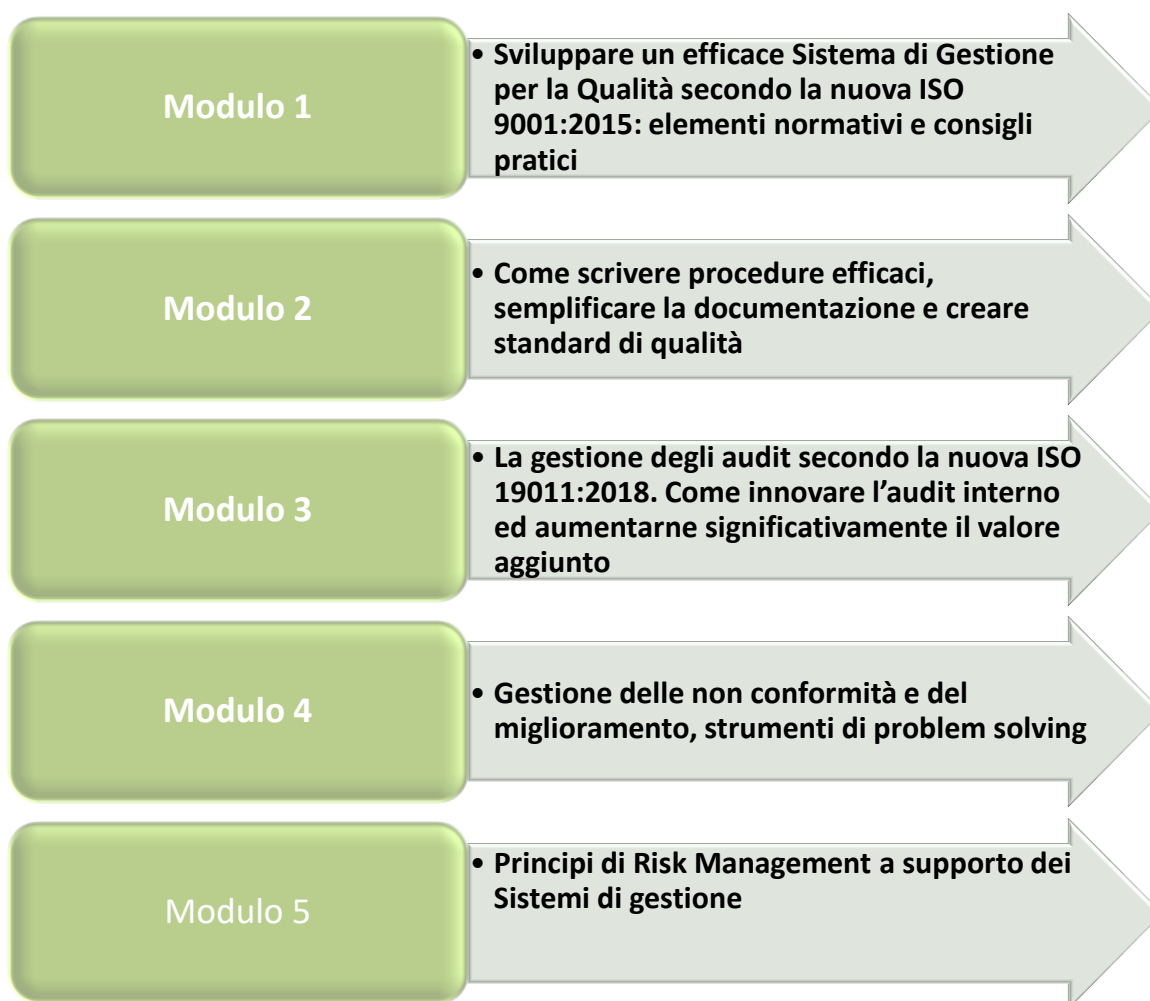 Modulo 1
• Sviluppare un efficace Sistema di Gestione
per la Qualità secondo la nuova ISO
9001:2015: elementi normativi e consigli
pratici
Modulo 2
• Come scrivere procedure efficaci,
semplificare la documentazione e creare
standard di qualità
Modulo 3
• La gestione degli audit secondo la nuova ISO
19011:2018. Come innovare l’audit interno
ed aumentarne significativamente il valore
aggiunto
Modulo 4
• Gestione delle non conformità e del
miglioramento, strumenti di problem solving
Modulo 5
• Principi di Risk Management a supporto dei
Sistemi di gestione